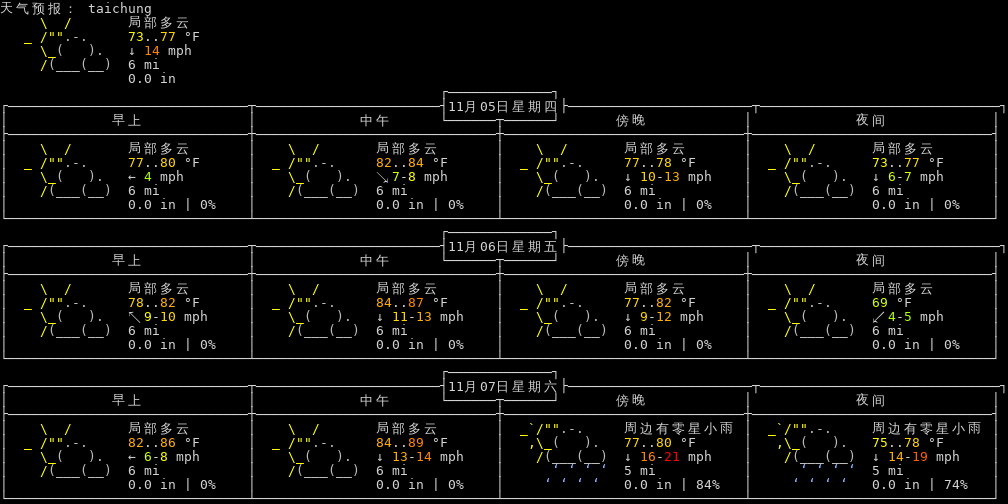 天气预报： taichung
局部多云
73..77 °F
↓ 14 mph
6 mi
0.0 in
11月05日星期四
早上 中午 傍晚 夜间
局部多云 局部多云 局部多云 局部多云
77..80 °F 82..84 °F 77..78 °F 73..77 °F
← 4 mph ↘ 7-8 mph ↓ 10-13 mph ↓ 6-7 mph
6 mi 6 mi 6 mi 6 mi
0.0 in | 0% 0.0 in | 0% 0.0 in | 0% 0.0 in | 0%
11月06日星期五
早上 中午 傍晚 夜间
局部多云 局部多云 局部多云 局部多云
78..82 °F 84..87 °F 77..82 °F 69 °F
↖ 9-10 mph ↓ 11-13 mph ↓ 9-12 mph ↙ 4-5 mph
6 mi 6 mi 6 mi 6 mi
0.0 in | 0% 0.0 in | 0% 0.0 in | 0% 0.0 in | 0%
11月07日星期六
早上 中午 傍晚 夜间
局部多云 局部多云 周边有零星小雨 周边有零星小雨
82..86 °F 84..89 °F 77..80 °F 75..78 °F
← 6-8 mph ↓ 13-14 mph ↓ 16-21 mph ↓ 14-19 mph
6 mi 6 mi 5 mi 5 mi
0.0 in | 0% 0.0 in | 0% 0.0 in | 84% 0.0 in | 74%